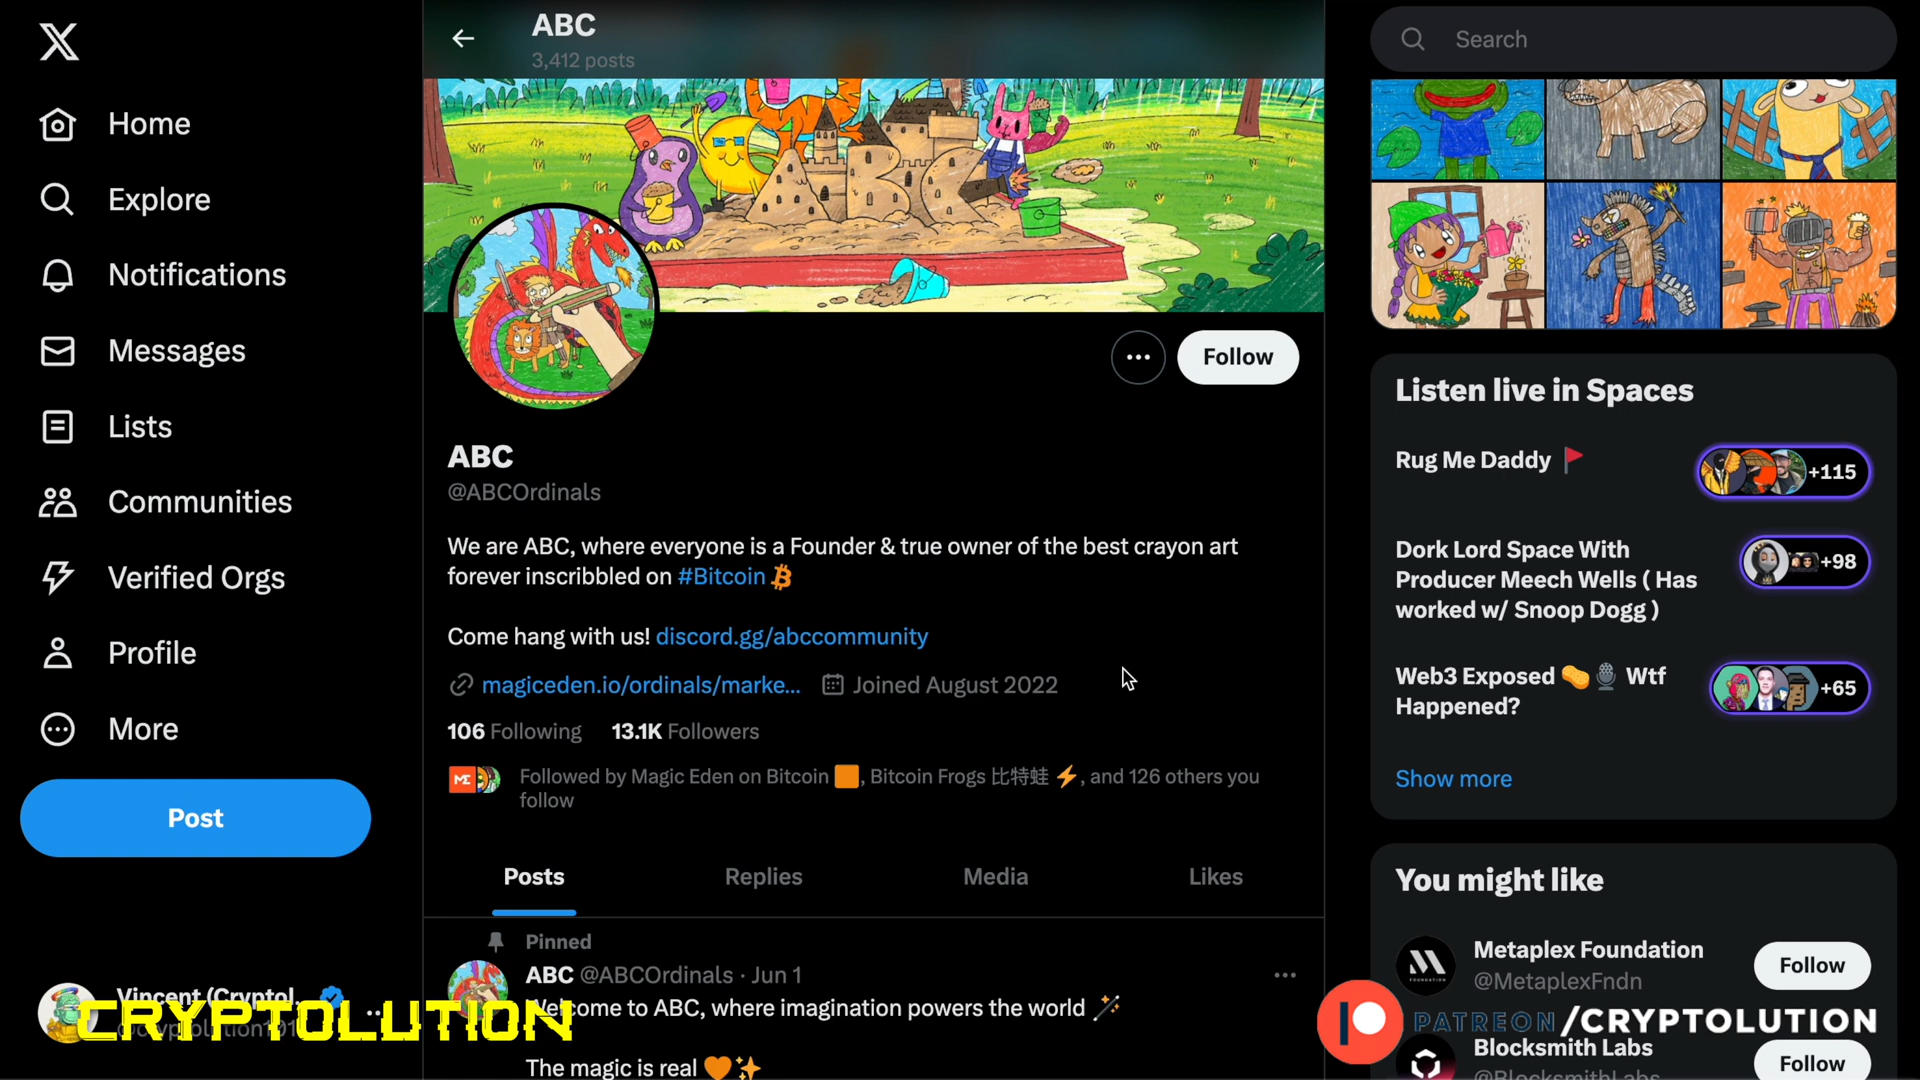 Home
Explore
Notifications
Messages
Lists
Communities
Verified Orgs
Profile
More
Post
Vincent (Cryptol...
CRYPTOLUTION
ABC
3,412 posts
ABC
Follow
ABC
@ABCOrdinals
We are ABC, where everyone is a Founder & true owner of the best crayon art
forever inscribbled on #Bitcoin
Come hang with us! discord.gg/abccommunity
magiceden.io/ordinals/marke... Joined August 2022
106 Following 13.1K Followers
ME
Followed by Magic Eden on Bitcoin 🟧, Bitcoin Frogs 比特蛙 ⚡, and 126 others you
follow
Posts Replies Media Likes
Pinned
ABC @ABCOrdinals · Jun 1
Welcome to ABC, where imagination powers the world
The magic is real 🧡✨
Search
Listen live in Spaces
Rug Me Daddy 🚩
+115
Dork Lord Space With
Producer Meech Wells ( Has
worked w/ Snoop Dogg )
+98
Web3 Exposed 🧽🎙️ Wtf
Happened?
+65
Show more
You might like
Metaplex Foundation
@MetaplexFndn
Follow
PATREON/CRYPTOLUTION
Blocksmith Labs
@BlocksmithLabs
Follow